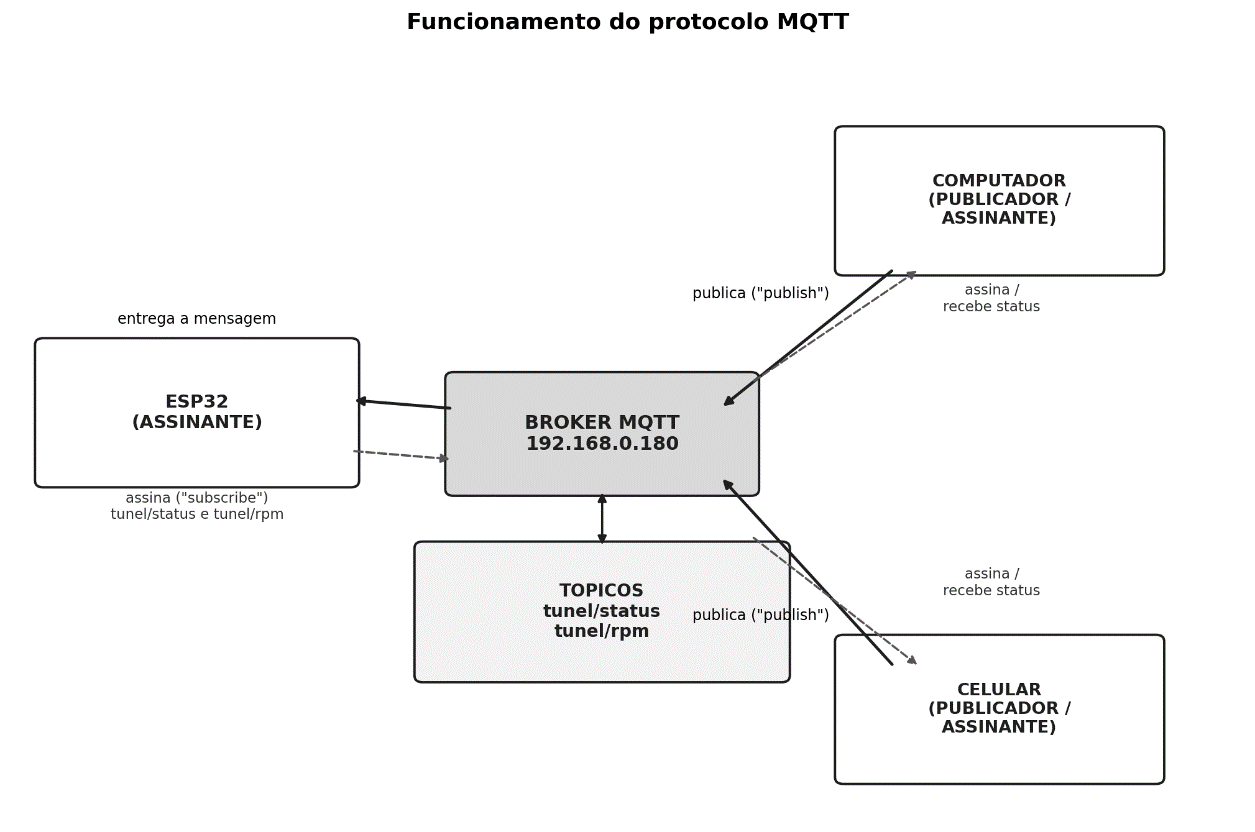 Funcionamento do protocolo MQTT
COMPUTADOR
(PUBLICADOR /
ASSINANTE)
publica ("publish")
assina /
recebe status
entrega a mensagem
ESP32
(ASSINANTE)
assina ("subscribe")
tunel/status e tunel/rpm
BROKER MQTT
192.168.0.180
TOPICOS
tunel/status
tunel/rpm
publica ("publish")
assina /
recebe status
CELULAR
(PUBLICADOR /
ASSINANTE)